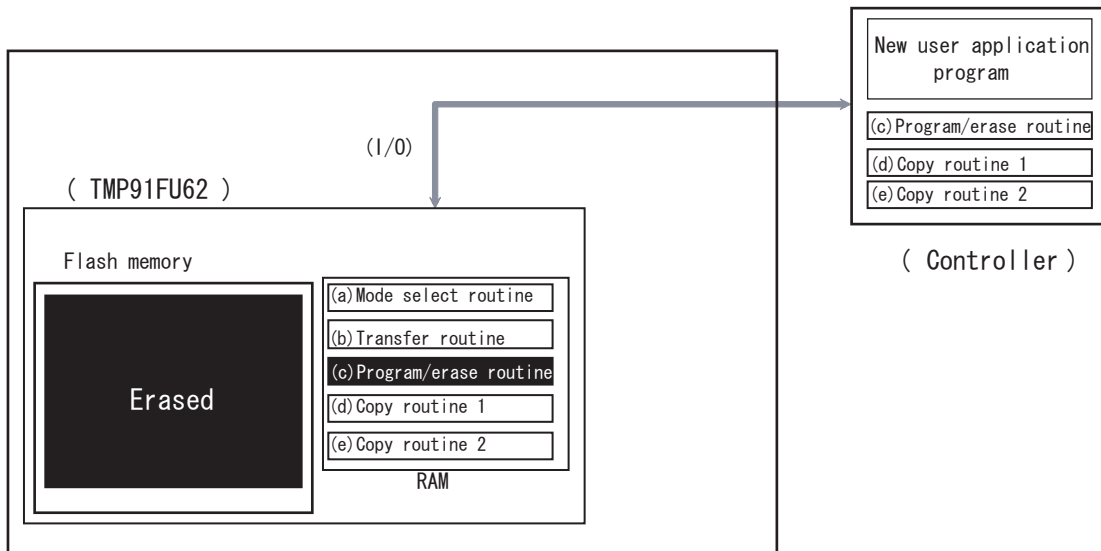 New user application
program
(c)Program/erase routine
(d)Copy routine 1
(e)Copy routine 2
( Controller )
(I/O)
( TMP91FU62 )
Flash memory
Erased
(a)Mode select routine
(b)Transfer routine
(c)Program/erase routine
(d)Copy routine 1
(e)Copy routine 2
RAM